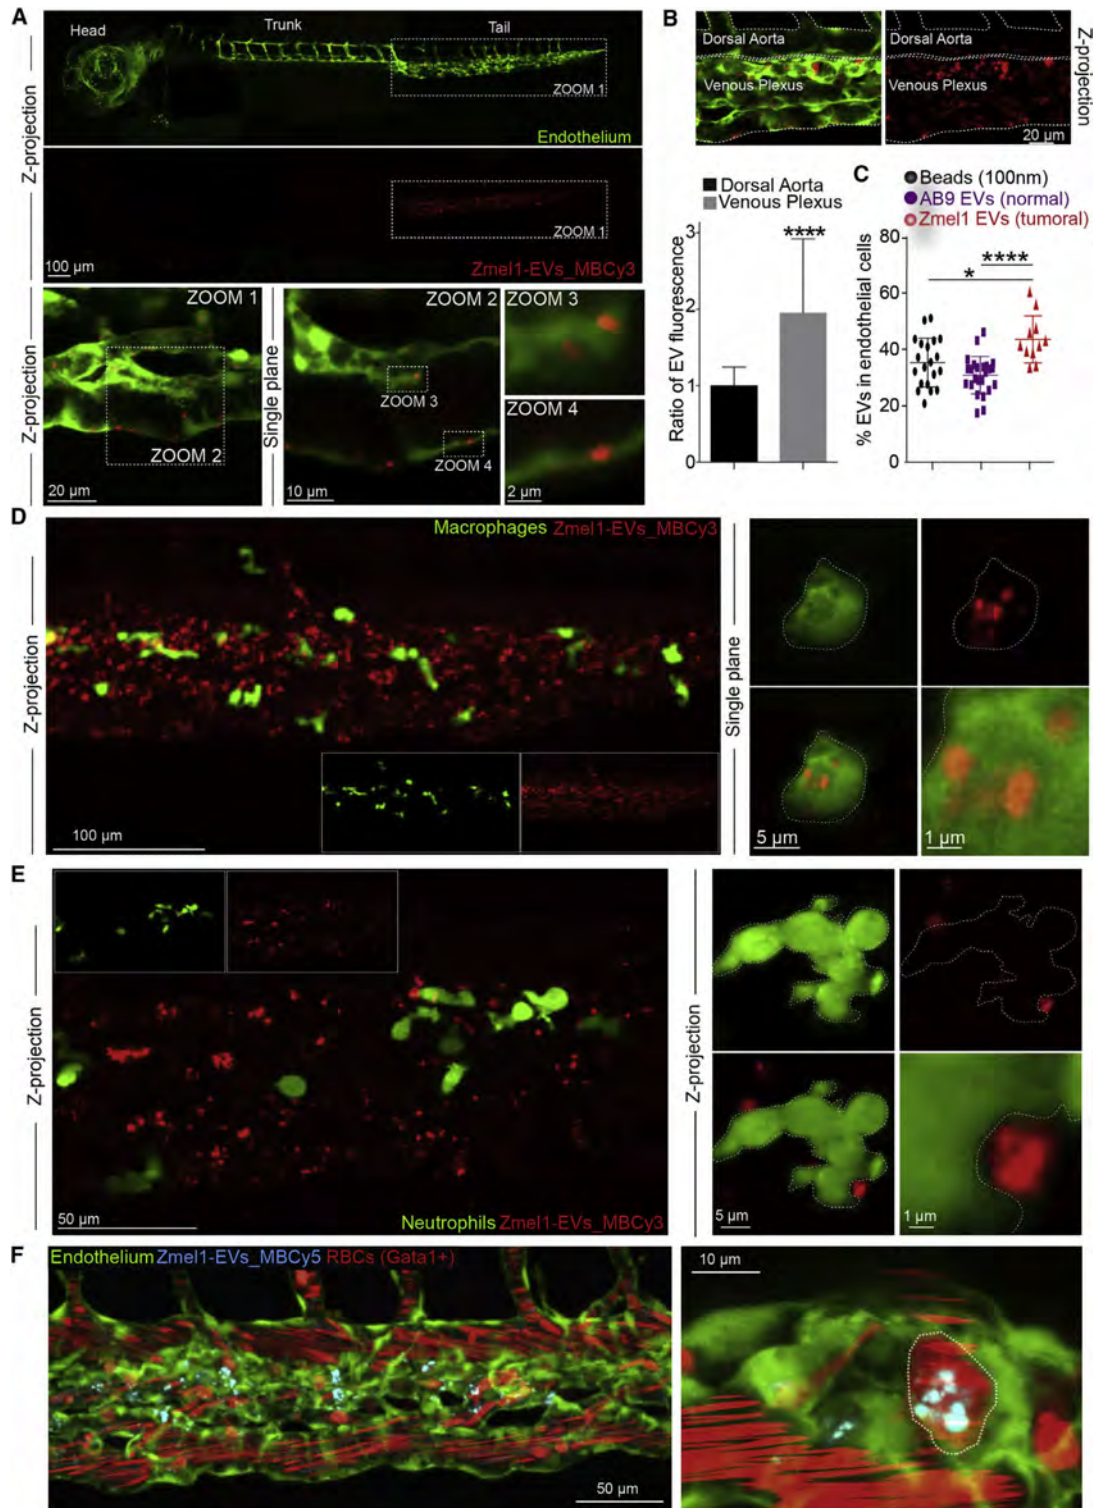 A
Z-projection
Head
Trunk
Tail
ZOOM 1
Endothelium
ZOOM 1
100 µm
Zmel1-EVs_MBCy3
Z-projection
ZOOM 1
ZOOM 2
20 µm
Single plane
ZOOM 2
ZOOM 3
ZOOM 4
10 µm
ZOOM 3
ZOOM 4
2 µm
B
Dorsal Aorta
Venous Plexus
Dorsal Aorta
Venous Plexus
20 µm
Z-projection
Dorsal Aorta
Venous Plexus
Ratio of EV fluorescence
3
2
1
0
****
C
Beads (100nm)
AB9 EVs (normal)
Zmel1 EVs (tumoral)
% EVs in endothelial cells
80
60
40
20
0
****
*
D
Z-projection
Macrophages Zmel1-EVs_MBCy3
100 µm
Single plane
5 µm
1 µm
E
Z-projection
50 µm
Neutrophils Zmel1-EVs_MBCy3
Z-projection
5 µm
1 µm
F
Endothelium Zmel1-EVs_MBCy5 RBCs (Gata1+)
50 µm
10 µm